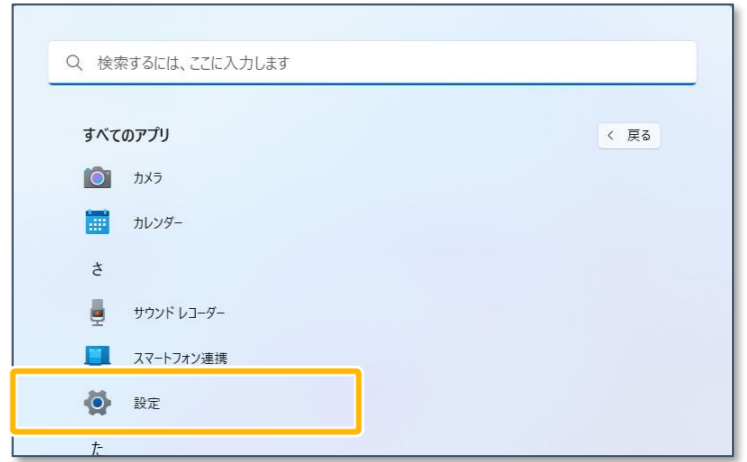 検索するには、ここに入力します
すべてのアプリ
戻る
カメラ
カレンダー
さ
サウンド レコーダー
スマートフォン連携
設定
た